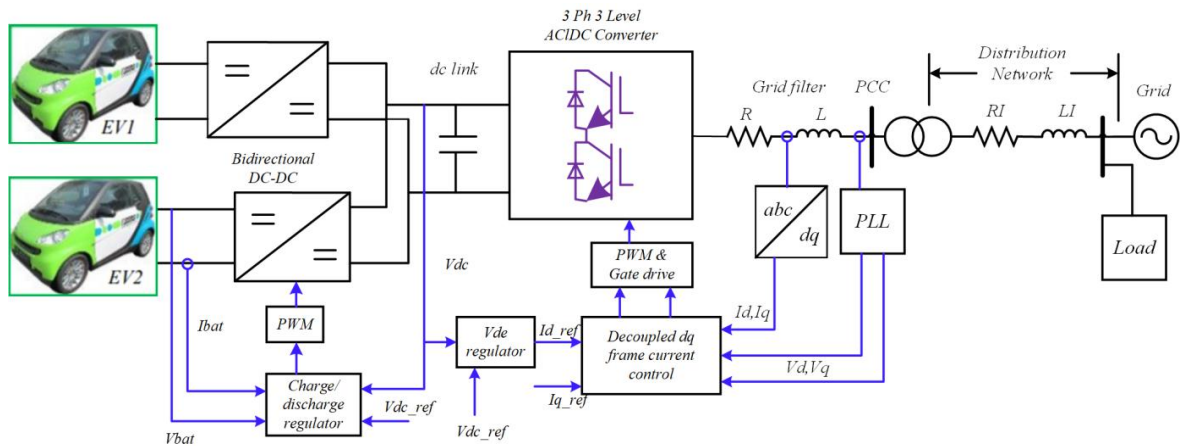 3 Ph 3 Level
AC|DC Converter
Distribution
Network
dc link
Grid filter
PCC
Grid
R
L
RI
LI
EV1
Bidirectional
DC-DC
abc
dq
PLL
Load
EV2
PWM &
Gate drive
Vdc
Ibat
PWM
Id,Iq
Vde
regulator
Id_ref
Decoupled dq
frame current
control
Charge/
discharge
regulator
Vd,Vq
Iq_ref
Vdc_ref
Vbat
Vdc_ref